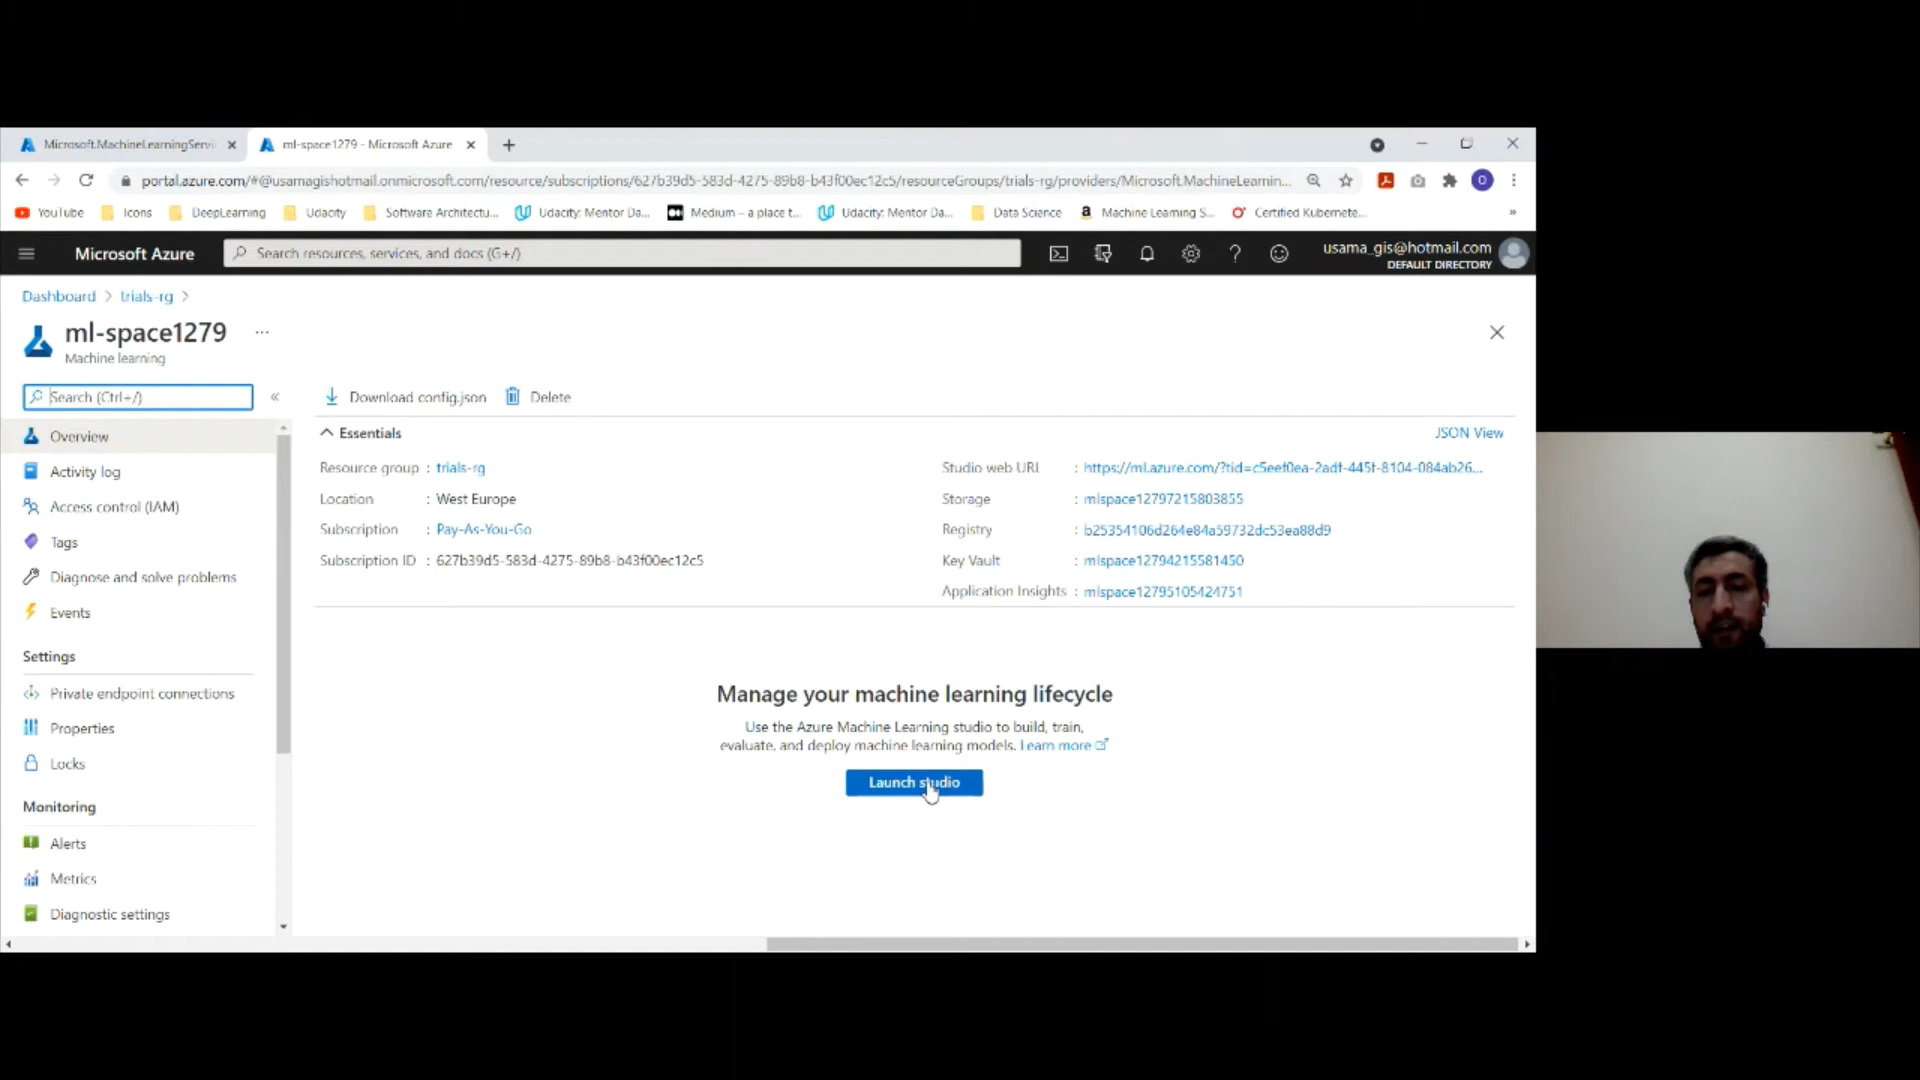 Microsoft.MachineLearningServi
ml-space1279 - Microsoft Azure
portal.azure.com/#@usamagishotmail.onmicrosoft.com/resource/subscriptions/627b39d5-583d-4275-89b8-b43f00ec12c5/resourceGroups/trials-rg/providers/Microsoft.MachineLearnin...
O
YouTube
Icons
DeepLearning
Udacity
Software Architectu...
Udacity: Mentor Da...
Medium – a place t...
Udacity: Mentor Da...
Data Science
Machine Learning S...
Certified Kubernete...
»
Microsoft Azure
Search resources, services, and docs (G+/)
usama_gis@hotmail.com
DEFAULT DIRECTORY
Dashboard > trials-rg >
ml-space1279 ...
Machine learning
Search (Ctrl+/)
«
Download config.json
Delete
Overview
Activity log
Access control (IAM)
Tags
Diagnose and solve problems
Events
Settings
Private endpoint connections
Properties
Locks
Monitoring
Alerts
Metrics
Diagnostic settings
Essentials
JSON View
Resource group : trials-rg
Location : West Europe
Subscription : Pay-As-You-Go
Subscription ID : 627b39d5-583d-4275-89b8-b43f00ec12c5
Studio web URL : https://ml.azure.com/?tid=c5eef0ea-2adf-445f-8104-084ab26...
Storage : mlspace12797215803855
Registry : b25354106d264e84a59732dc53ea88d9
Key Vault : mlspace12794215581450
Application Insights : mlspace12795105424751
Manage your machine learning lifecycle
Use the Azure Machine Learning studio to build, train,
evaluate, and deploy machine learning models. Learn more
Launch studio